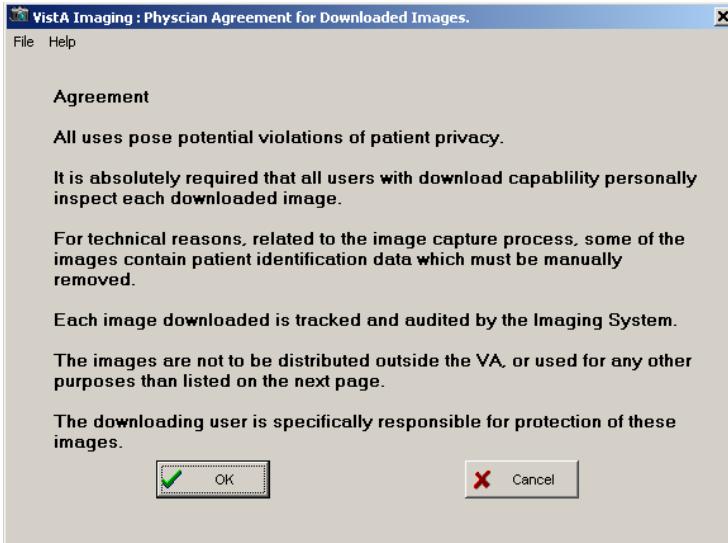 VistA Imaging : Physcian Agreement for Downloaded Images.
File Help
Agreement
All uses pose potential violations of patient privacy.
It is absolutely required that all users with download capablility personally
inspect each downloaded image.
For technical reasons, related to the image capture process, some of the
images contain patient identification data which must be manually
removed.
Each image downloaded is tracked and audited by the Imaging System.
The images are not to be distributed outside the VA, or used for any other
purposes than listed on the next page.
The downloading user is specifically responsible for protection of these
images.
OK Cancel